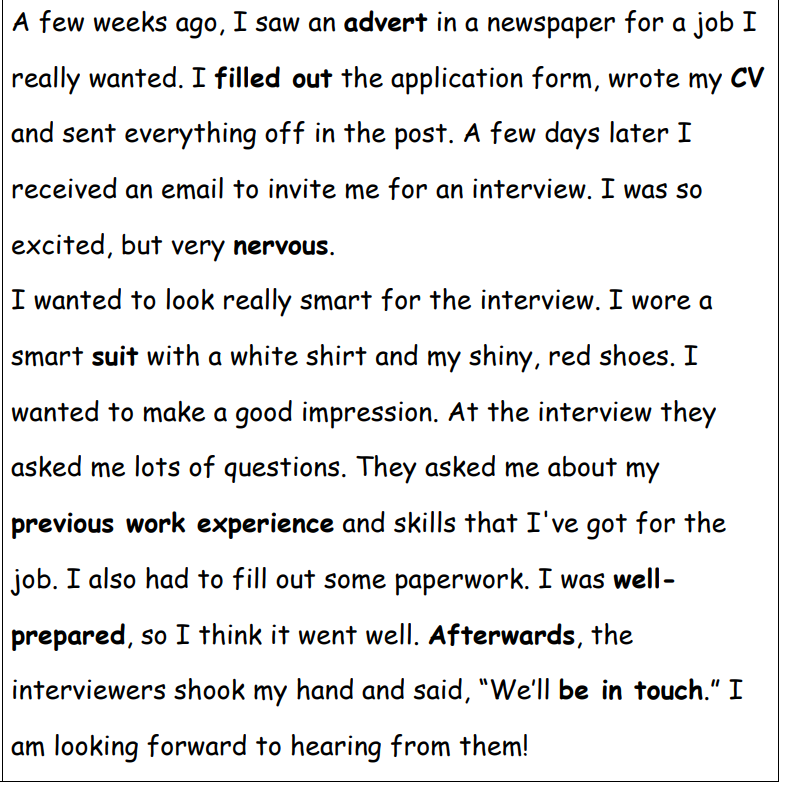 A few weeks ago, I saw an advert in a newspaper for a job I
really wanted. I filled out the application form, wrote my CV
and sent everything off in the post. A few days later I
received an email to invite me for an interview. I was so
excited, but very nervous.
I wanted to look really smart for the interview. I wore a
smart suit with a white shirt and my shiny, red shoes. I
wanted to make a good impression. At the interview they
asked me lots of questions. They asked me about my
previous work experience and skills that I've got for the
job. I also had to fill out some paperwork. I was well-
prepared, so I think it went well. Afterwards, the
interviewers shook my hand and said, “We’ll be in touch.” I
am looking forward to hearing from them!